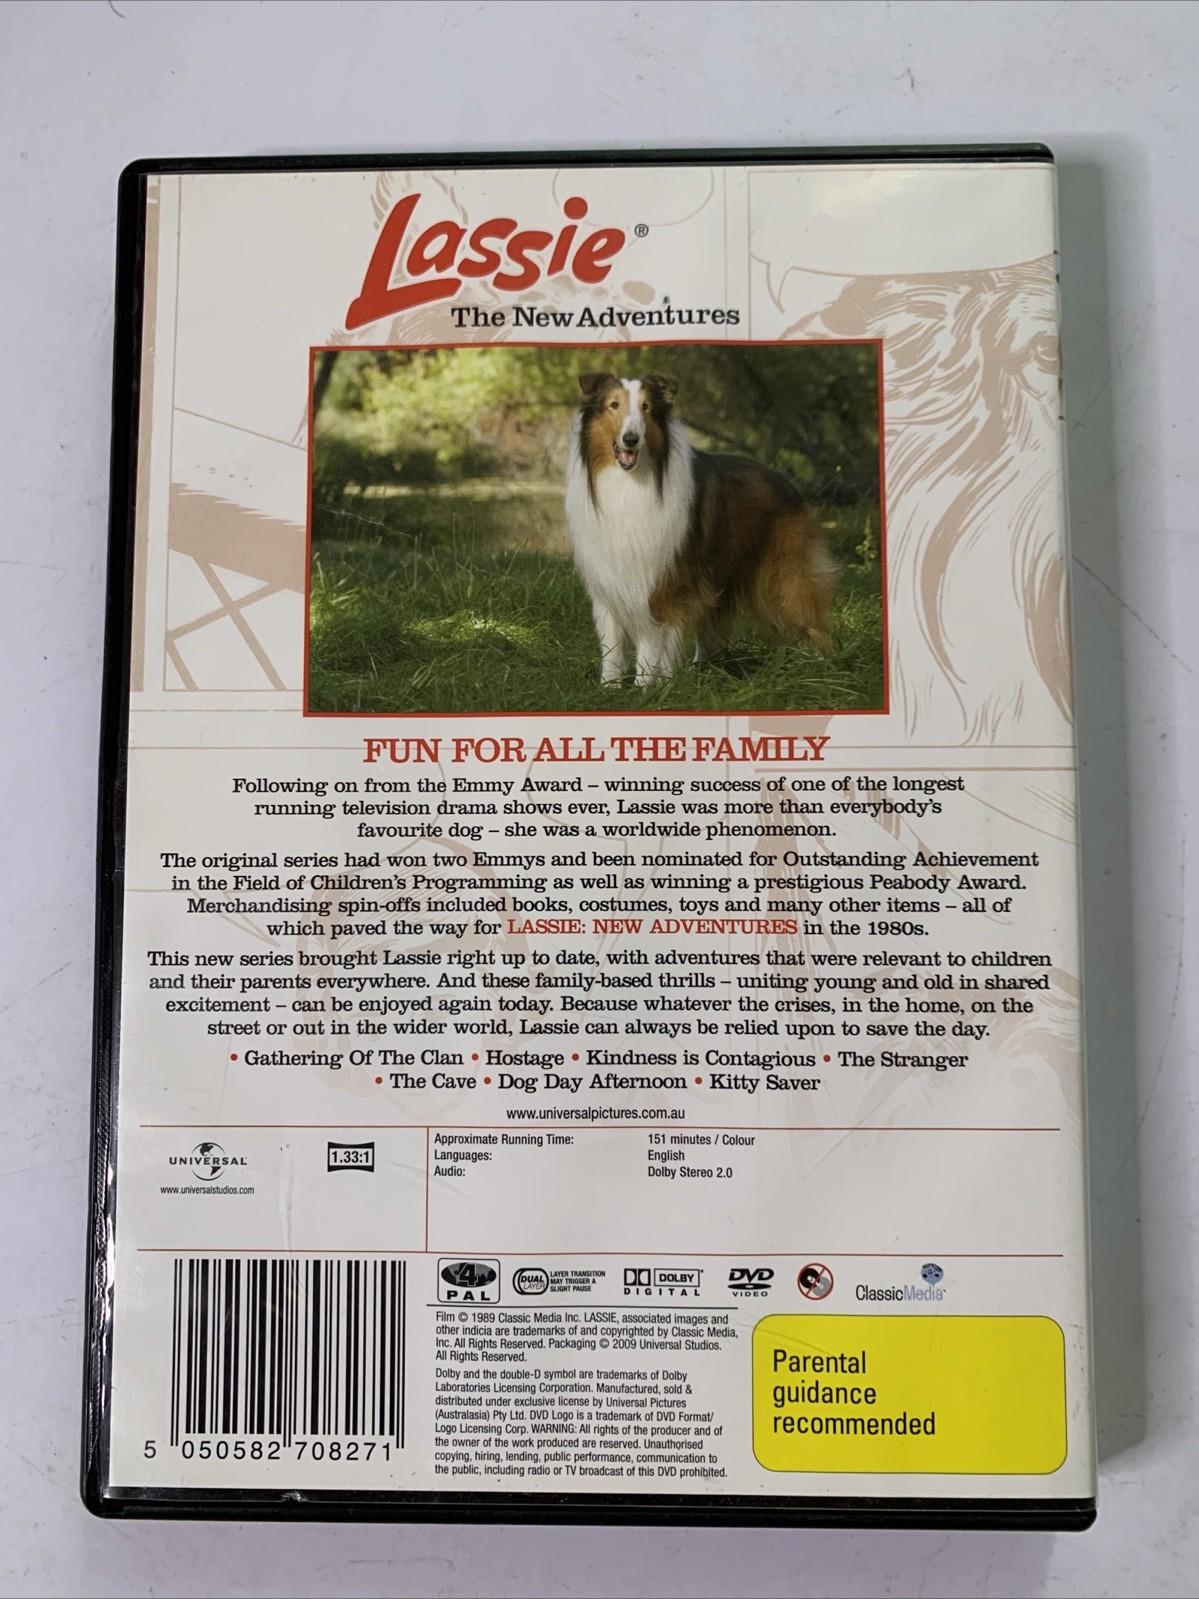 Lassie®
The New Adventures
FUN FOR ALL THE FAMILY
Following on from the Emmy Award – winning success of one of the longest
running television drama shows ever, Lassie was more than everybody's
favourite dog – she was a worldwide phenomenon.
The original series had won two Emmys and been nominated for Outstanding Achievement
in the Field of Children's Programming as well as winning a prestigious Peabody Award.
Merchandising spin-offs included books, costumes, toys and many other items – all of
which paved the way for LASSIE: NEW ADVENTURES in the 1980s.
This new series brought Lassie right up to date, with adventures that were relevant to children
and their parents everywhere. And these family-based thrills – uniting young and old in shared
excitement – can be enjoyed again today. Because whatever the crises, in the home, on the
street or out in the wider world, Lassie can always be relied upon to save the day.
• Gathering Of The Clan • Hostage • Kindness is Contagious • The Stranger
• The Cave • Dog Day Afternoon • Kitty Saver
www.universalpictures.com.au
UNIVERSAL
www.universalstudios.com
1.33:1
Approximate Running Time: 151 minutes / Colour
Languages: English
Audio: Dolby Stereo 2.0
4
PAL
DUAL
LAYER
LAYER TRANSITION
MAY TRIGGER A
SLIGHT PAUSE
DOLBY
DIGITAL
DVD
VIDEO
ClassicMedia
Film © 1989 Classic Media Inc. LASSIE, associated images and
other indicia are trademarks of and copyrighted by Classic Media,
Inc. All Rights Reserved. Packaging © 2009 Universal Studios.
All Rights Reserved.
Dolby and the double-D symbol are trademarks of Dolby
Laboratories Licensing Corporation. Manufactured, sold &
distributed under exclusive license by Universal Pictures
(Australasia) Pty Ltd. DVD Logo is a trademark of DVD Format/
Logo Licensing Corp. WARNING: All rights of the producer and of
the owner of the work produced are reserved. Unauthorised
copying, hiring, lending, public performance, communication to
the public, including radio or TV broadcast of this DVD prohibited.
Parental
guidance
recommended
5 050582 708271